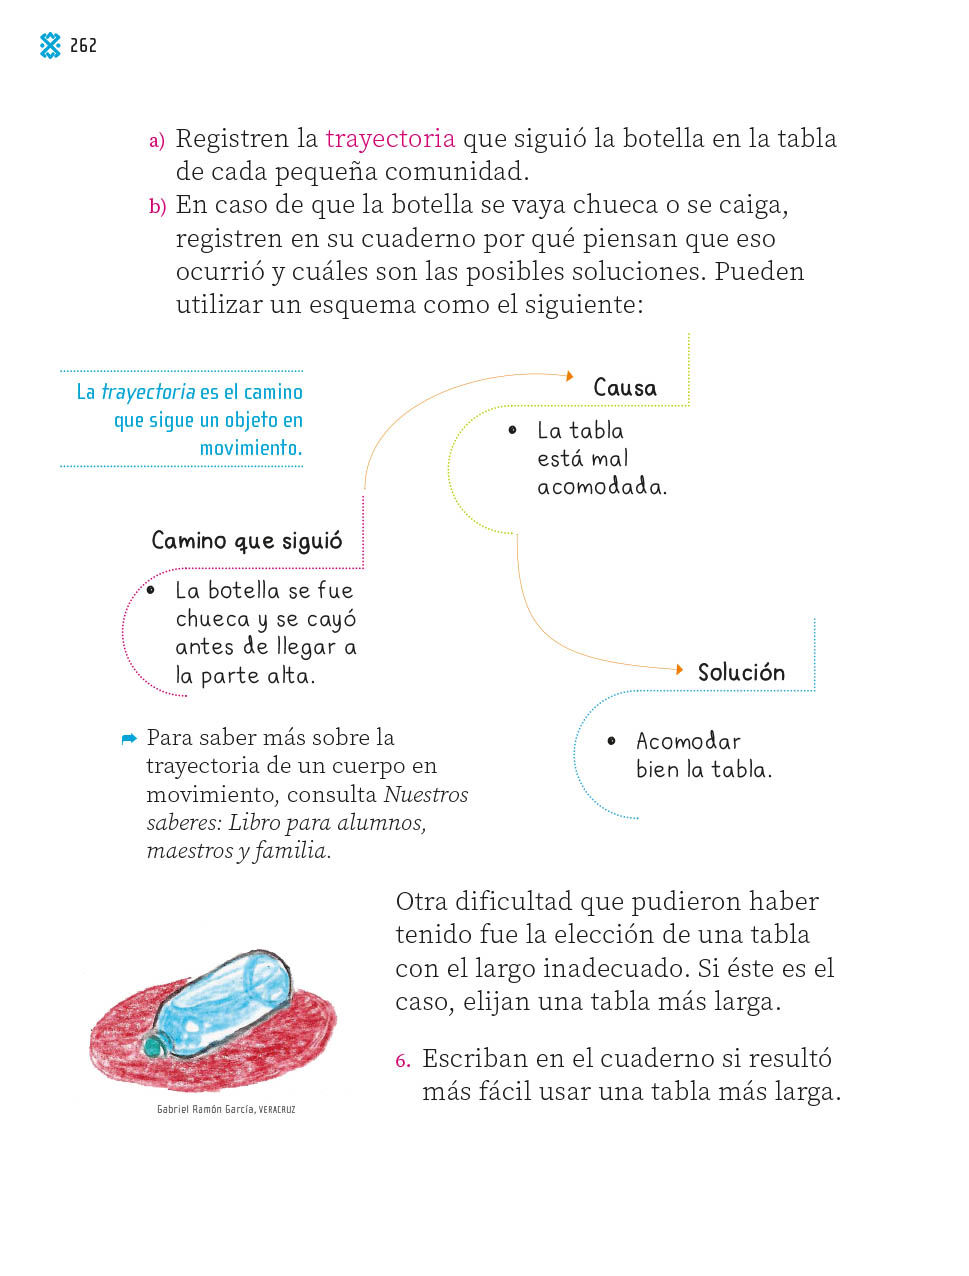 262
a) Registren la trayectoria que siguió la botella en la tabla
de cada pequeña comunidad.
b) En caso de que la botella se vaya chueca o se caiga,
registren en su cuaderno por qué piensan que eso
ocurrió y cuáles son las posibles soluciones. Pueden
utilizar un esquema como el siguiente:
La trayectoria es el camino
que sigue un objeto en
movimiento.
Camino que siguió
• La botella se fue
chueca y se cayó
antes de llegar a
la parte alta.
Causa
• La tabla
está mal
acomodada.
Solución
• Acomodar
bien la tabla.
Para saber más sobre la
trayectoria de un cuerpo en
movimiento, consulta Nuestros
saberes: Libro para alumnos,
maestros y familia.
Otra dificultad que pudieron haber
tenido fue la elección de una tabla
con el largo inadecuado. Si éste es el
caso, elijan una tabla más larga.
6. Escriban en el cuaderno si resultó
más fácil usar una tabla más larga.
Gabriel Ramón García, VERACRUZ